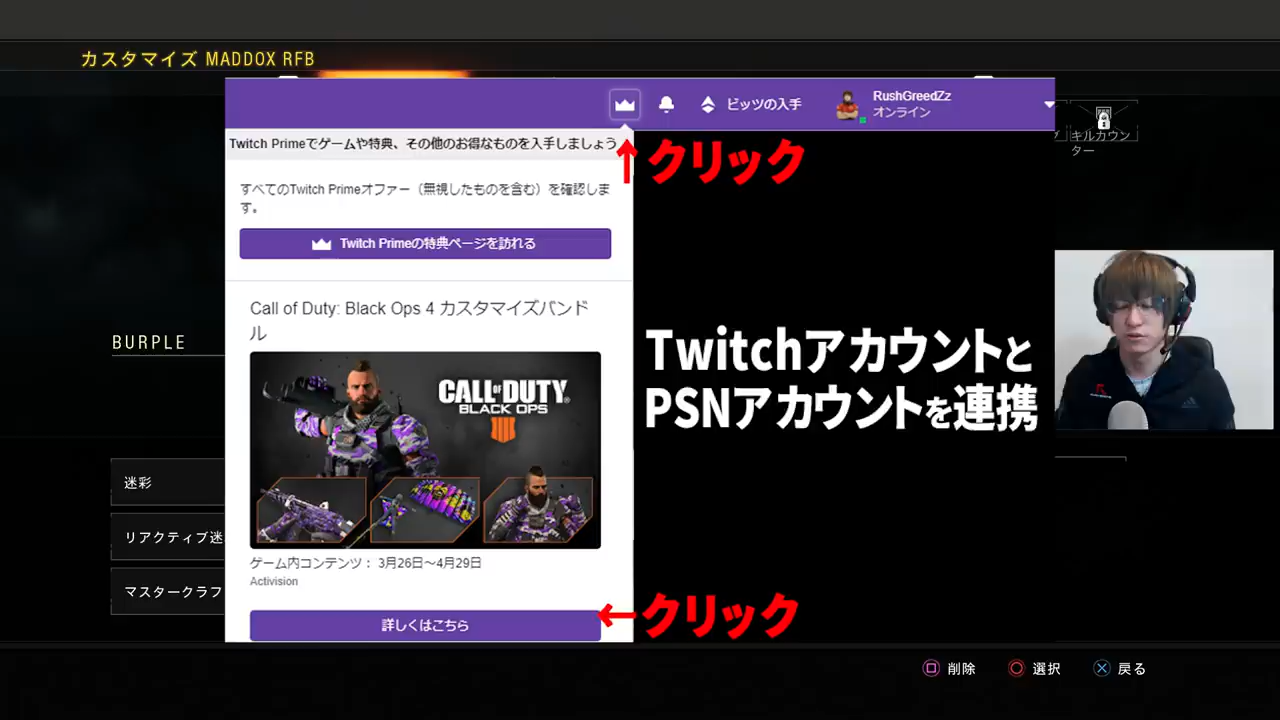 カスタマイズ MADDOX RFB
ビッツの入手
RushGreedZz
オンライン
キルカウン
ター
Twitch Primeでゲームや特典、その他のお得なものを入手しましょう
↑クリック
すべてのTwitch Primeオファー（無視したものを含む）を確認しま
す。
Twitch Primeの特典ページを訪れる
Call of Duty: Black Ops 4 カスタマイズバンド
ル
BURPLE
CALL OF DUTY®
BLACK OPS
IIII
Twitchアカウントと
PSNアカウントを連携
迷彩
リアクティブ迷
マスタークラフ
ゲーム内コンテンツ： 3月26日〜4月29日
Activision
詳しくはこちら
←クリック
削除
選択
戻る